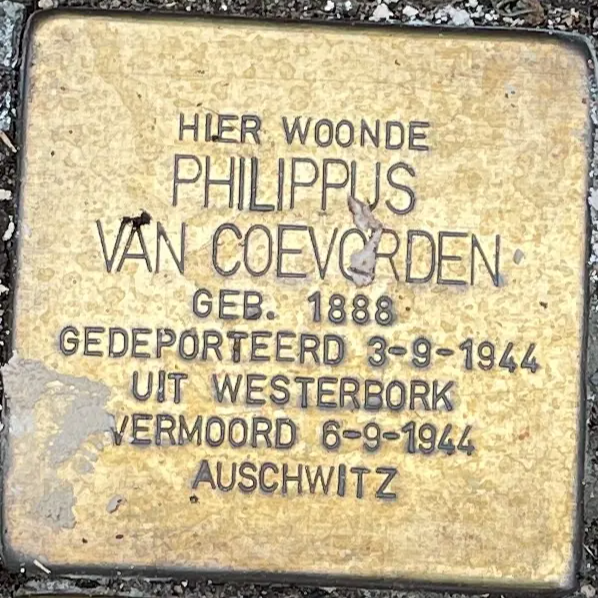 HIER WOONDE
PHILIPPUS
VAN COEVORDEN
GEB. 1888
GEDEPORTEERD 3-9-1944
UIT WESTERBORK
VERMOORD 6-9-1944
AUSCHWITZ